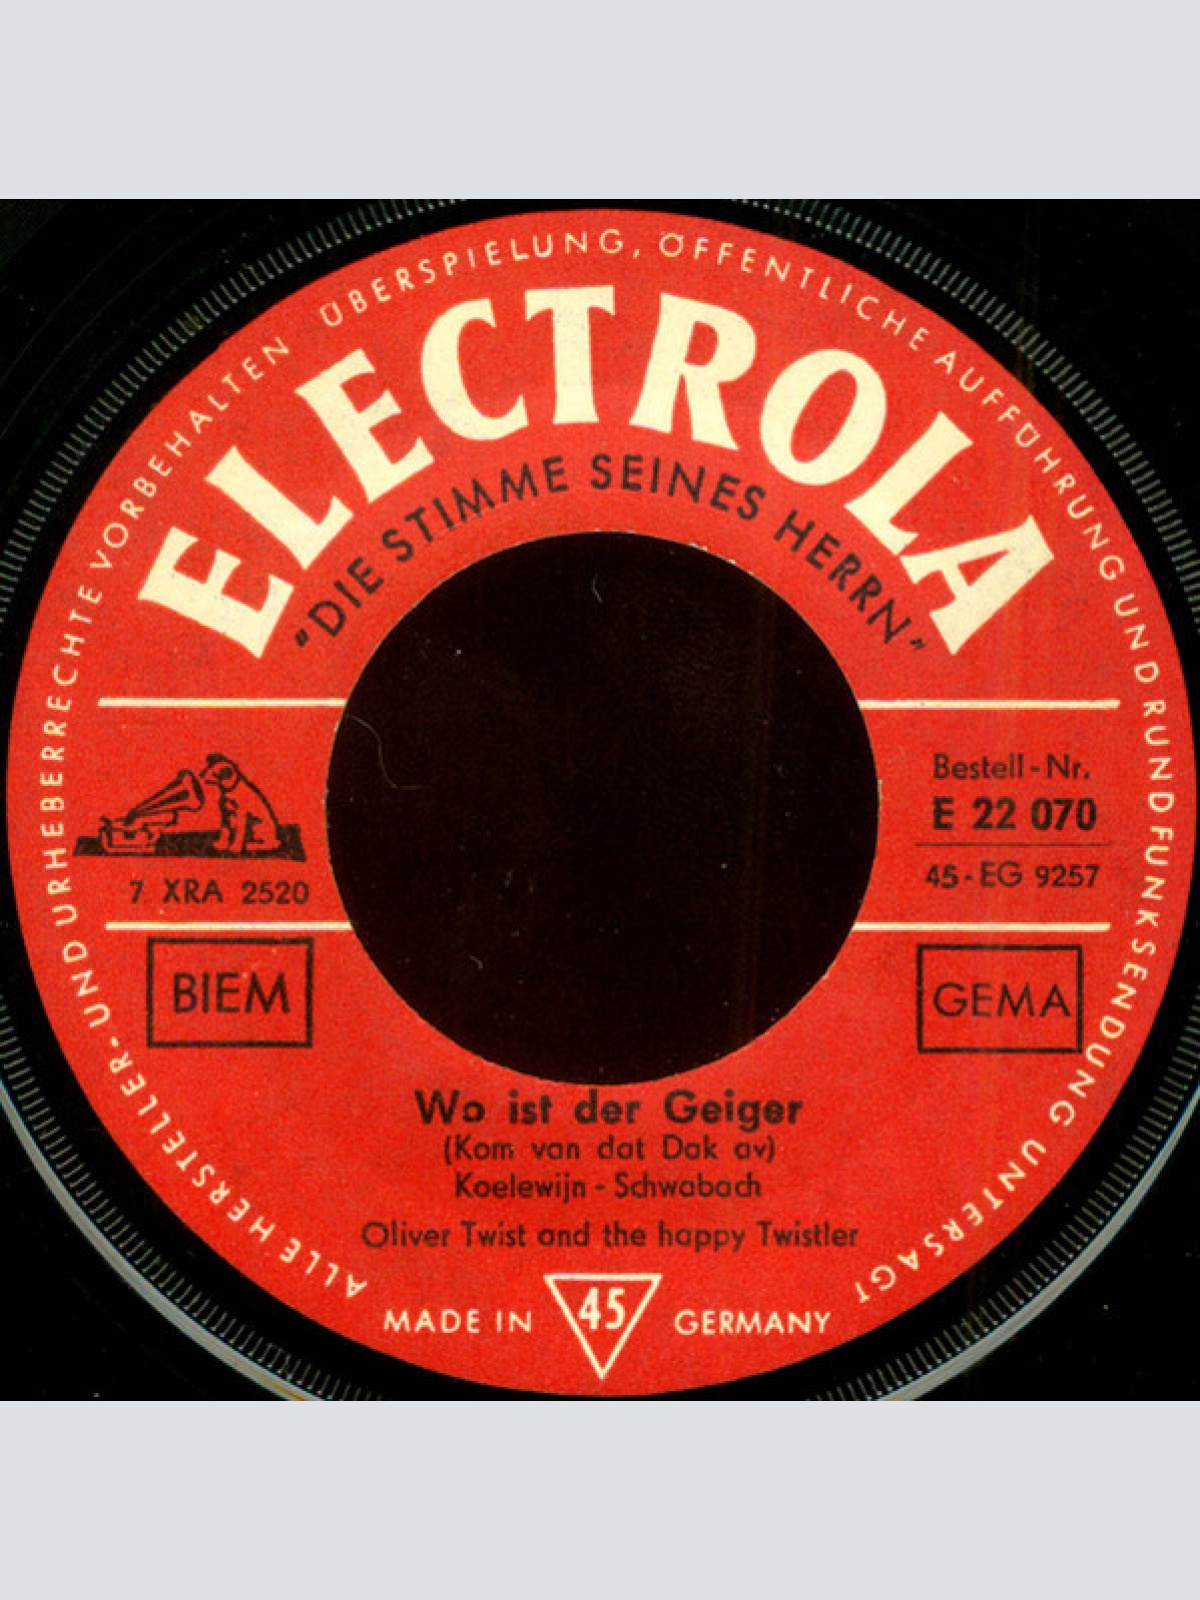 ALLE HERSTELLER- UND URHEBERRECHTE VORBEHALTEN ÜBERSPIELUNG, ÖFFENTLICHE AUFFÜHRUNG UND RUNDFUNKSENDUNG UNTERSAGT
ELECTROLA
"DIE STIMME SEINES HERRN"
Bestell-Nr.
E 22 070
45-EG 9257
7 XRA 2520
BIEM
GEMA
Wo ist der Geiger
(Kom van dat Dak av)
Koelewijn - Schwabach
Oliver Twist and the happy Twistler
MADE IN 45 GERMANY